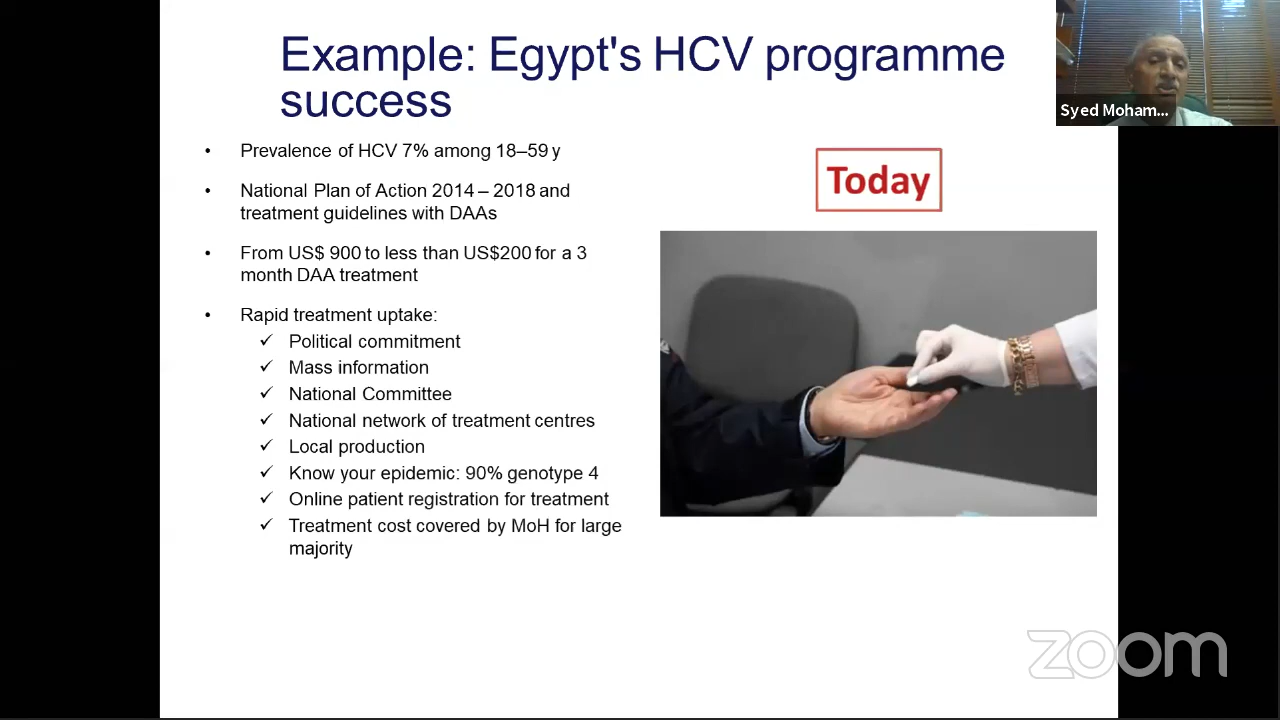 Example: Egypt's HCV programme
success
• Prevalence of HCV 7% among 18–59 y
• National Plan of Action 2014 – 2018 and
treatment guidelines with DAAs
• From US$ 900 to less than US$200 for a 3
month DAA treatment
• Rapid treatment uptake:
✓ Political commitment
✓ Mass information
✓ National Committee
✓ National network of treatment centres
✓ Local production
✓ Know your epidemic: 90% genotype 4
✓ Online patient registration for treatment
✓ Treatment cost covered by MoH for large
majority
Today
Syed Moham...
zoom